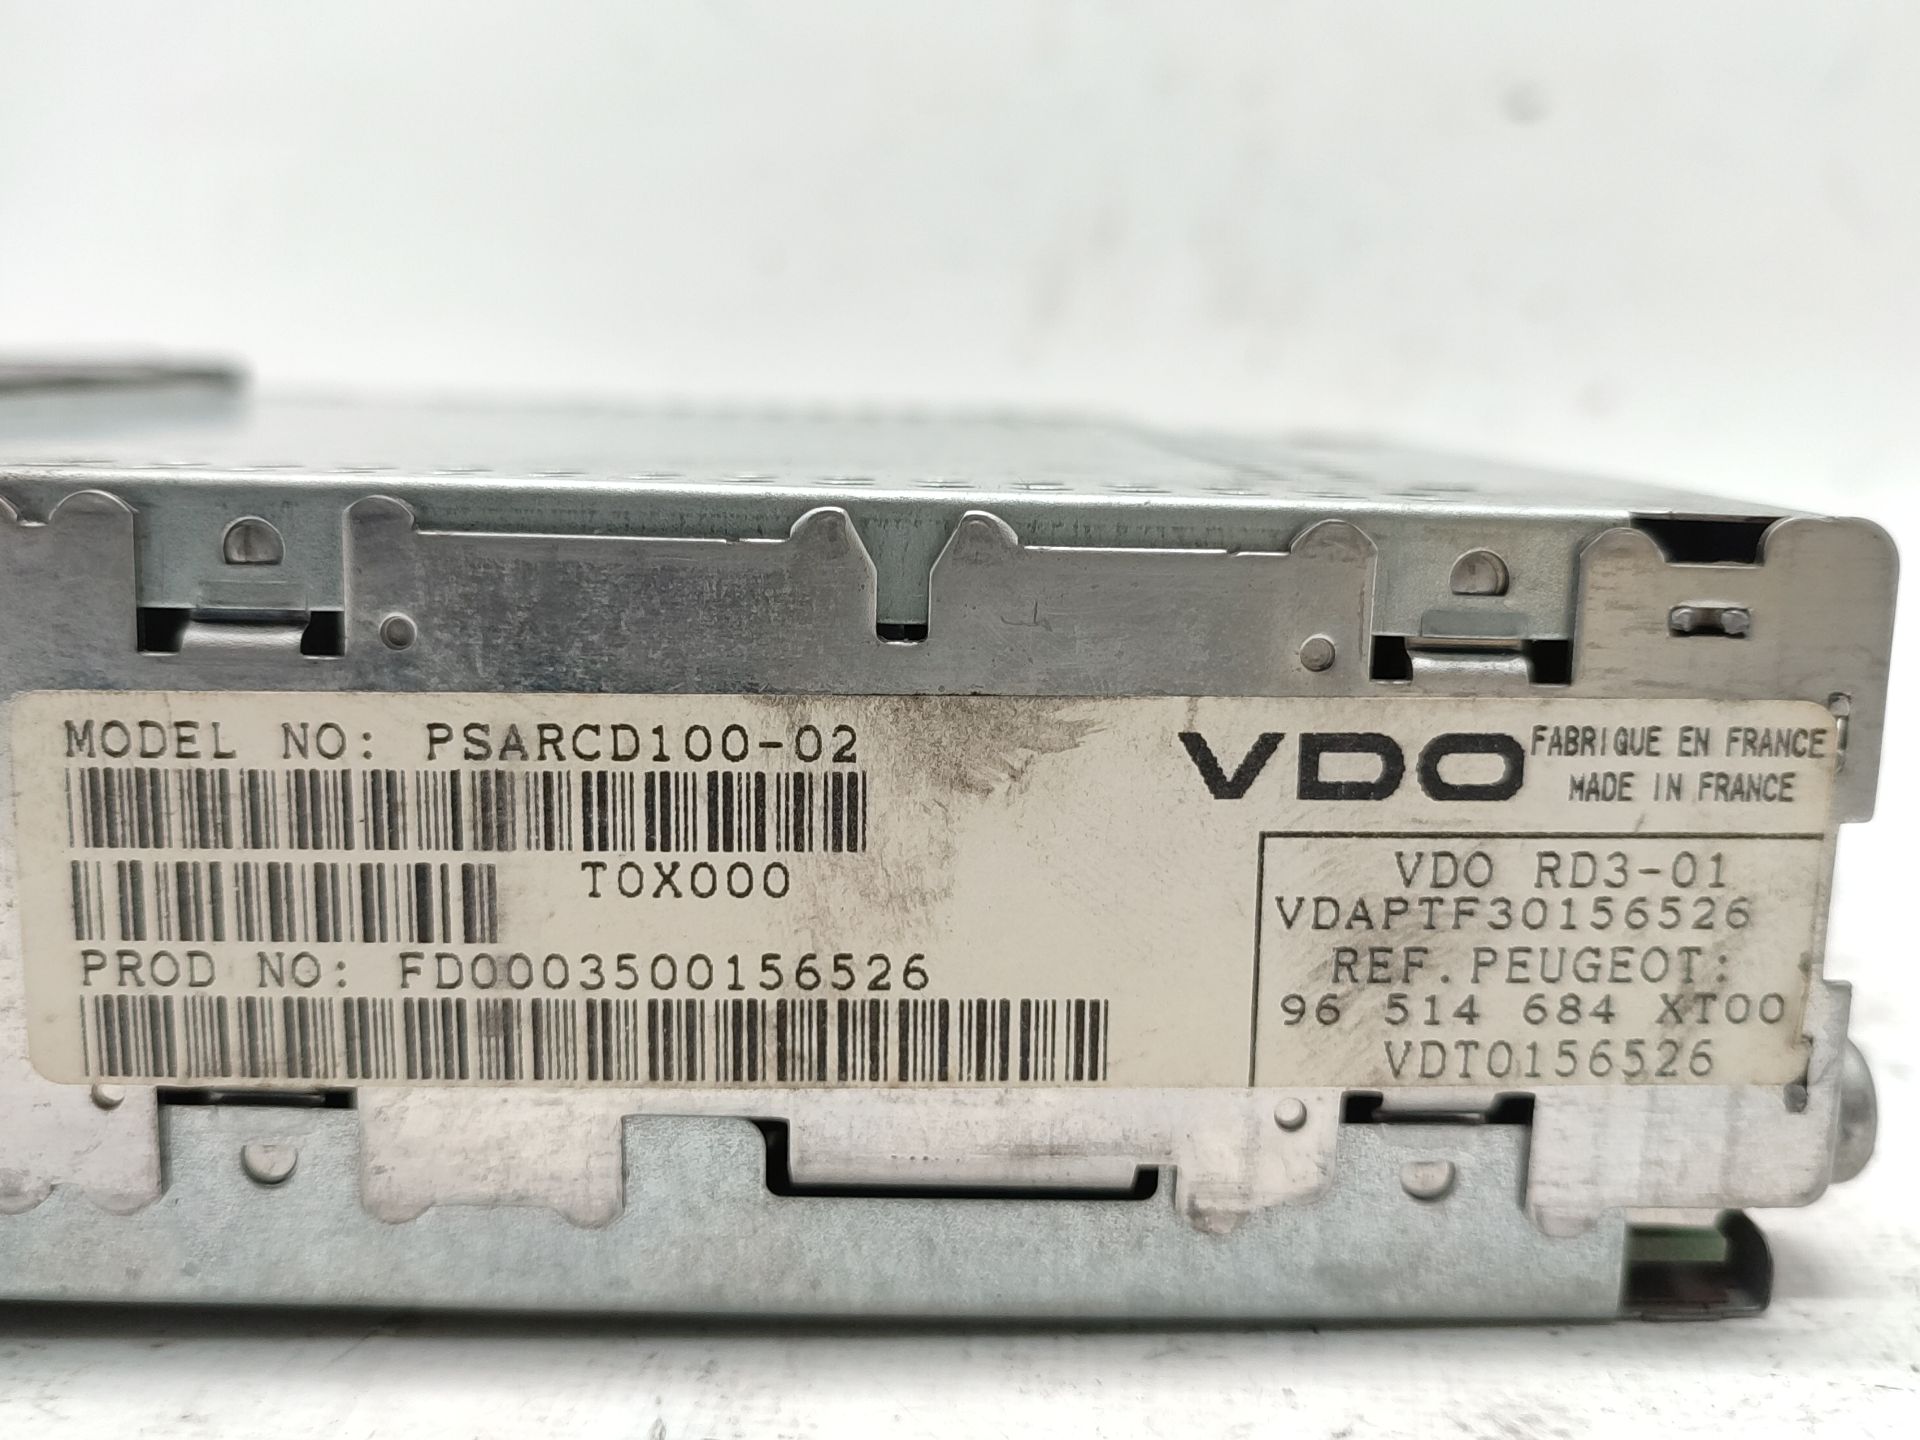 MODEL NO: PSARCD100-02
T0X000
PROD NO: FD0003500156526
VDO
FABRIQUE EN FRANCE
MADE IN FRANCE
VDO RD3-01
VDAPTF30156526
REF.PEUGEOT:
96 514 684 XT00
VDT0156526